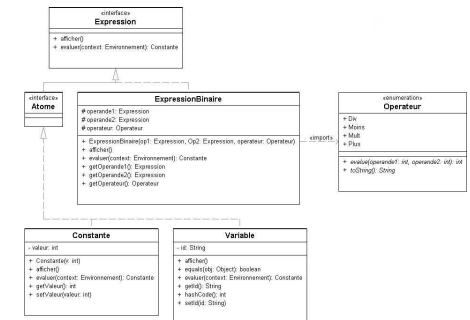 «interface»
Expression
+ afficher()
+ evaluer(context: Environnement): Constante
«interface»
Atome
ExpressionBinaire
# operande1: Expression
# operande2: Expression
# operateur: Operateur
+ ExpressionBinaire(op1: Expression, Op2: Expression, operateur: Operateur)
+ afficher()
+ evaluer(context: Environnement): Constante
+ getOperande1(): Expression
+ getOperande2(): Expression
+ getOperateur(): Operateur
«import»
«enumeration»
Operateur
+ Div
+ Moins
+ Mult
+ Plus
+ evalue(operande1: int, operande2: int): int
+ toString(): String
Constante
- valeur: int
+ Constante(v: int)
+ afficher()
+ evaluer(context: Environnement): Constante
+ getValeur(): int
+ setValeur(valeur: int)
Variable
- id: String
+ afficher()
+ equals(obj: Object): boolean
+ evaluer(context: Environnement): Constante
+ getId(): String
+ hashCode(): int
+ setId(id: String)